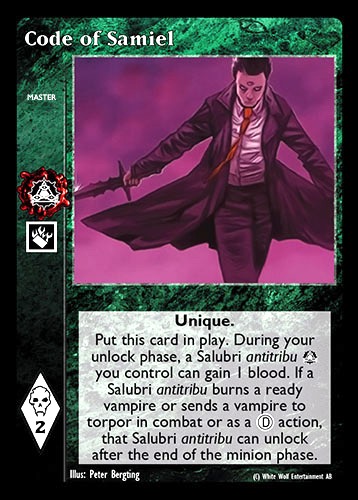 Code of Samiel
MASTER
Unique.
Put this card in play. During your
unlock phase, a Salubri antitribu
you control can gain 1 blood. If a
Salubri antitribu burns a ready
vampire or sends a vampire to
torpor in combat or as a D action,
that Salubri antitribu can unlock
after the end of the minion phase.
2
Illus: Peter Bergting
(C) White Wolf Entertainment AB